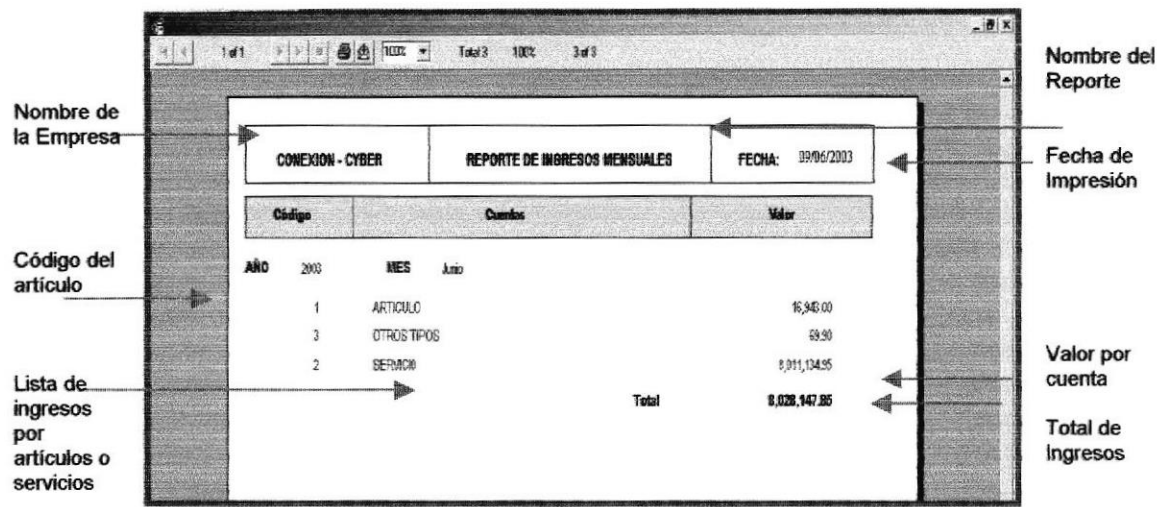 1 of 1 100% Total 3 100% 3 of 3
Nombre de
la Empresa
Nombre del
Reporte
CONEXION - CYBER REPORTE DE INGRESOS MENSUALES FECHA: 09/06/2003
Fecha de
Impresión
Código Cuentas Valor
Código del
artículo
AÑO 2003 MES Junio
1 ARTICULO 16,943.00
3 OTROS TIPOS 69.90
2 SERVICIO 8,011,134.95
Valor por
cuenta
Lista de
ingresos
por
artículos o
servicios
Total 8,028,147.85
Total de
Ingresos